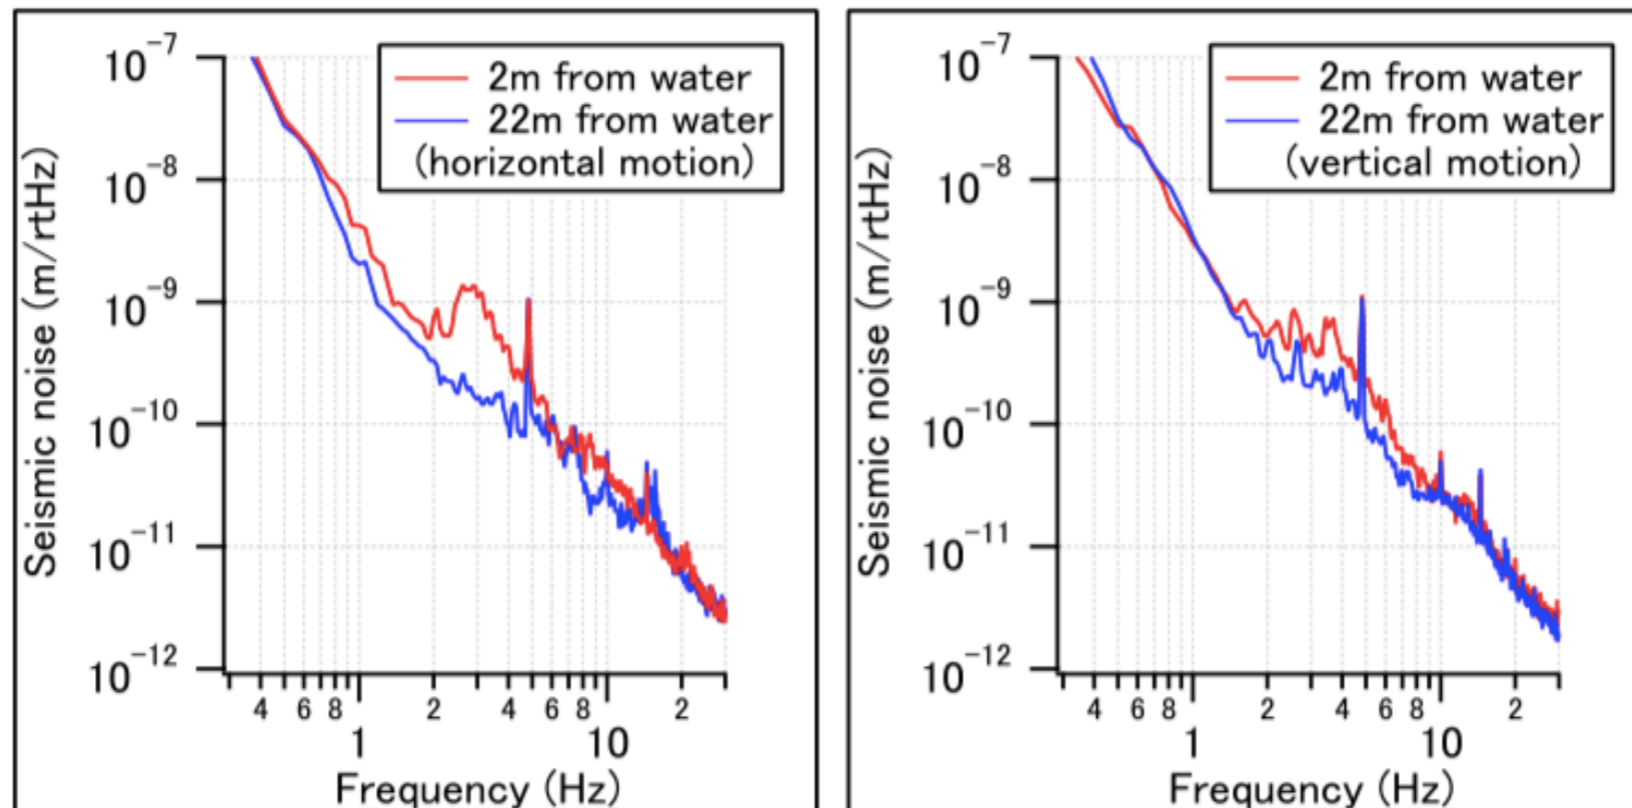 Seismic noise (m/rtHz)
10⁻⁷
10⁻⁸
10⁻⁹
10⁻¹⁰
10⁻¹¹
10⁻¹²
2m from water
22m from water
(horizontal motion)
4 6 8 2 4 6 8 2
1 10
Frequency (Hz)
Seismic noise (m/rtHz)
10⁻⁷
10⁻⁸
10⁻⁹
10⁻¹⁰
10⁻¹¹
10⁻¹²
2m from water
22m from water
(vertical motion)
4 6 8 2 4 6 8 2
1 10
Frequency (Hz)